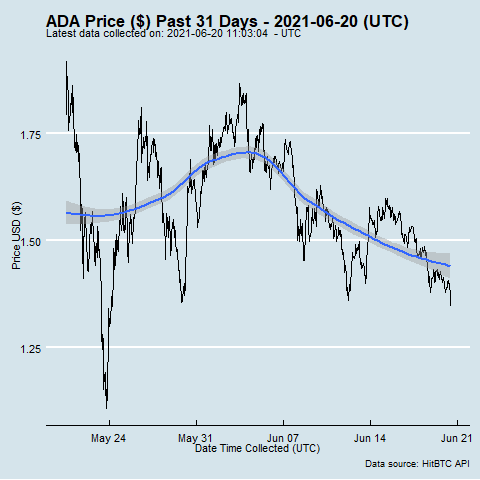 ADA Price ($) Past 31 Days - 2021-06-20 (UTC)
Latest data collected on: 2021-06-20 11:03:04 - UTC
1.75
1.50
1.25
Price USD ($)
May 24
May 31
Jun 07
Jun 14
Jun 21
Date Time Collected (UTC)
Data source: HitBTC API